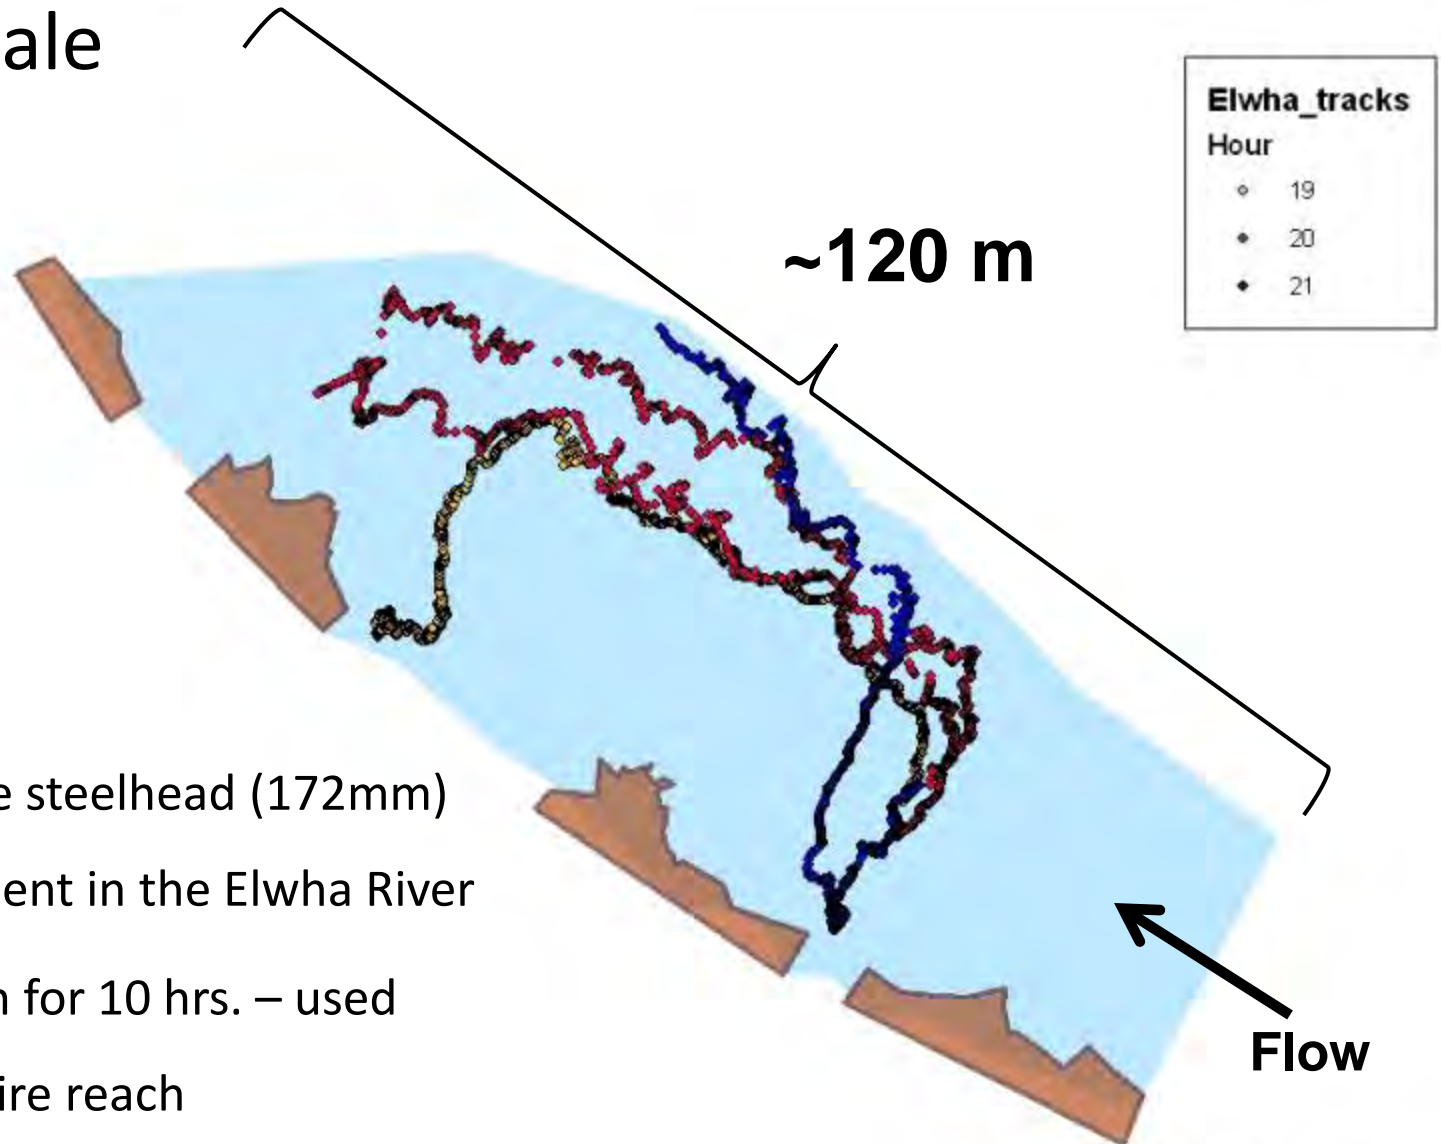 ale
Elwha_tracks
Hour
19
20
21
~120 m
e steelhead (172mm)
ent in the Elwha River
n for 10 hrs. – used
ire reach
Flow